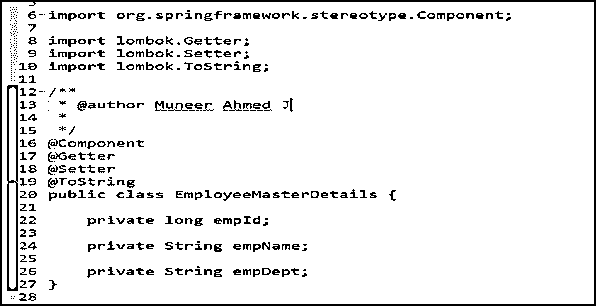 6 import org.springframework.stereotype.Component;
7
8 import lombok.Getter;
9 import lombok.Setter;
10 import lombok.ToString;
11
12 /**
13  * @author Muneer Ahmed J
14  *
15  */
16 @Component
17 @Getter
18 @Setter
19 @ToString
20 public class EmployeeMasterDetails {
21
22     private long empId;
23
24     private String empName;
25
26     private String empDept;
27 }
28